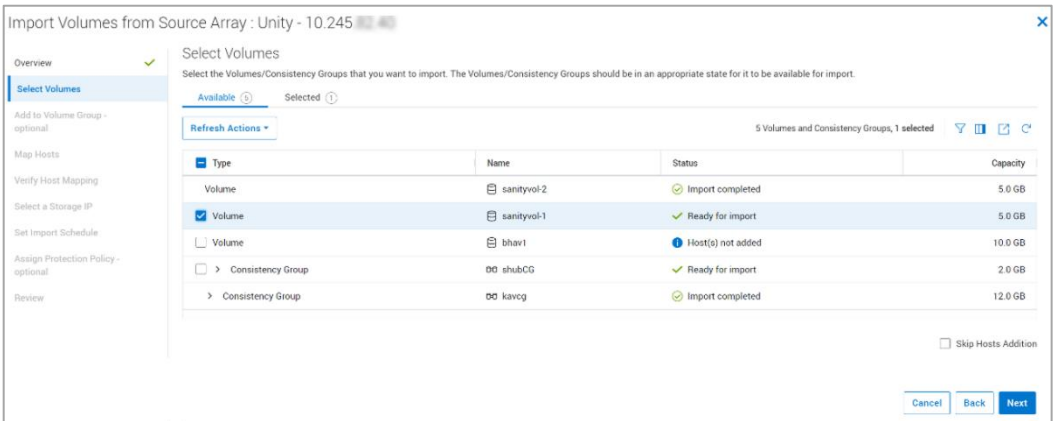 Import Volumes from Source Array : Unity - 10.245.
Overview
Select Volumes
Add to Volume Group -
optional
Map Hosts
Verify Host Mapping
Select a Storage IP
Set Import Schedule
Assign Protection Policy -
optional
Review
Select Volumes
Select the Volumes/Consistency Groups that you want to import. The Volumes/Consistency Groups should be in an appropriate state for it to be available for import.
Available (5) Selected (1)
Refresh Actions
5 Volumes and Consistency Groups, 1 selected
Type Name Status Capacity
Volume sanityvol-2 Import completed 5.0 GB
Volume sanityvol-1 Ready for import 5.0 GB
Volume bhav1 Host(s) not added 10.0 GB
Consistency Group shubCG Ready for import 2.0 GB
Consistency Group kavcg Import completed 12.0 GB
Skip Hosts Addition
Cancel Back Next